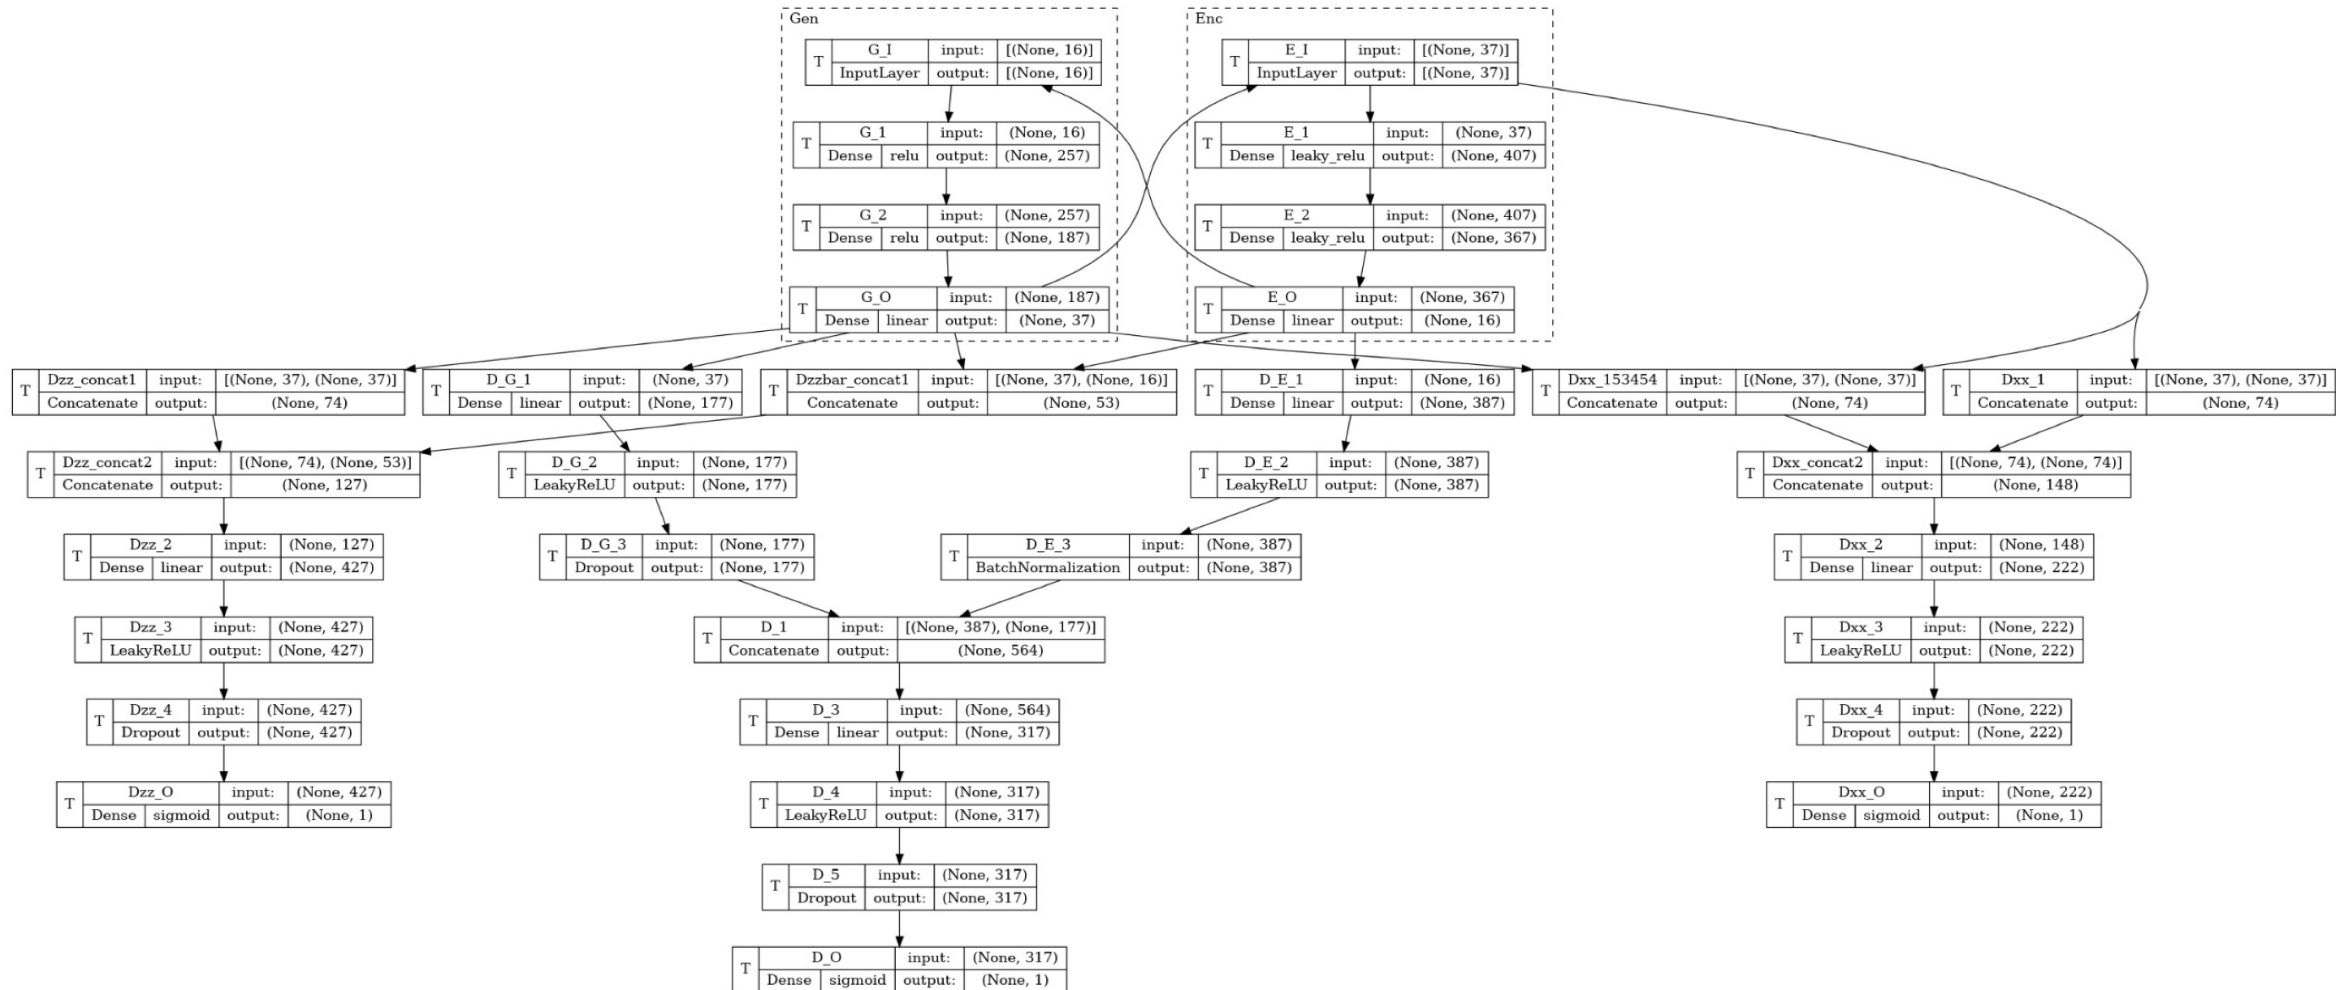 Gen
Enc
T G_I input: [(None, 16)]
InputLayer output: [(None, 16)]
T E_I input: [(None, 37)]
InputLayer output: [(None, 37)]
T G_1 input: (None, 16)
Dense relu output: (None, 257)
T E_1 input: (None, 37)
Dense leaky_relu output: (None, 407)
T G_2 input: (None, 257)
Dense relu output: (None, 187)
T E_2 input: (None, 407)
Dense leaky_relu output: (None, 367)
T G_O input: (None, 187)
Dense linear output: (None, 37)
T E_O input: (None, 367)
Dense linear output: (None, 16)
T Dzz_concat1 input: [(None, 37), (None, 37)]
Concatenate output: (None, 74)
T D_G_1 input: (None, 37)
Dense linear output: (None, 177)
T Dzzbar_concat1 input: [(None, 37), (None, 16)]
Concatenate output: (None, 53)
T D_E_1 input: (None, 16)
Dense linear output: (None, 387)
T Dxx_153454 input: [(None, 37), (None, 37)]
Concatenate output: (None, 74)
T Dxx_1 input: [(None, 37), (None, 37)]
Concatenate output: (None, 74)
T Dzz_concat2 input: [(None, 74), (None, 53)]
Concatenate output: (None, 127)
T D_G_2 input: (None, 177)
LeakyReLU output: (None, 177)
T D_E_2 input: (None, 387)
LeakyReLU output: (None, 387)
T Dxx_concat2 input: [(None, 74), (None, 74)]
Concatenate output: (None, 148)
T Dzz_2 input: (None, 127)
Dense linear output: (None, 427)
T D_G_3 input: (None, 177)
Dropout output: (None, 177)
T D_E_3 input: (None, 387)
BatchNormalization output: (None, 387)
T Dxx_2 input: (None, 148)
Dense linear output: (None, 222)
T Dzz_3 input: (None, 427)
LeakyReLU output: (None, 427)
T D_1 input: [(None, 387), (None, 177)]
Concatenate output: (None, 564)
T Dxx_3 input: (None, 222)
LeakyReLU output: (None, 222)
T Dzz_4 input: (None, 427)
Dropout output: (None, 427)
T D_3 input: (None, 564)
Dense linear output: (None, 317)
T Dxx_4 input: (None, 222)
Dropout output: (None, 222)
T Dzz_O input: (None, 427)
Dense sigmoid output: (None, 1)
T D_4 input: (None, 317)
LeakyReLU output: (None, 317)
T Dxx_O input: (None, 222)
Dense sigmoid output: (None, 1)
T D_5 input: (None, 317)
Dropout output: (None, 317)
T D_O input: (None, 317)
Dense sigmoid output: (None, 1)